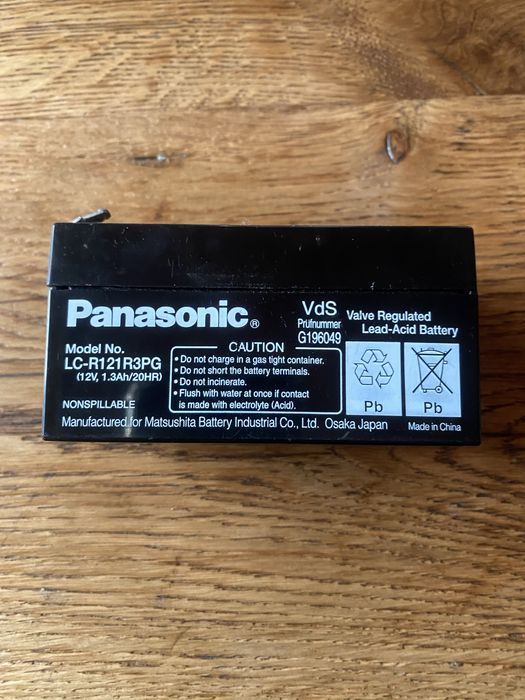 Panasonic®
Model No.
LC-R121R3PG
(12V, 1.3Ah/20HR)
NONSPILLABLE
CAUTION
• Do not charge in a gas tight container.
• Do not short the battery terminals.
• Do not incinerate.
• Flush with water at once if contact
is made with electrolyte (Acid).
VdS
Prüfnummer
G196049
Valve Regulated
Lead-Acid Battery
Pb
Pb
Manufactured for Matsushita Battery Industrial Co., Ltd. Osaka Japan
Made in China